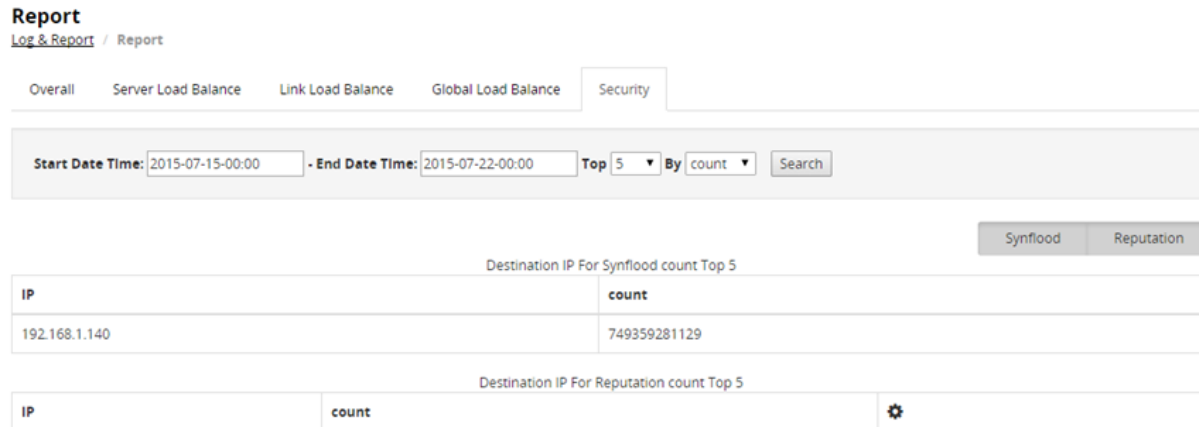 Report
Log & Report / Report
Overall Server Load Balance Link Load Balance Global Load Balance Security
Start Date Time: 2015-07-15-00:00 - End Date Time: 2015-07-22-00:00 Top 5 By count Search
Synflood Reputation
Destination IP For Synflood count Top 5
IP count
192.168.1.140 749359281129
Destination IP For Reputation count Top 5
IP count